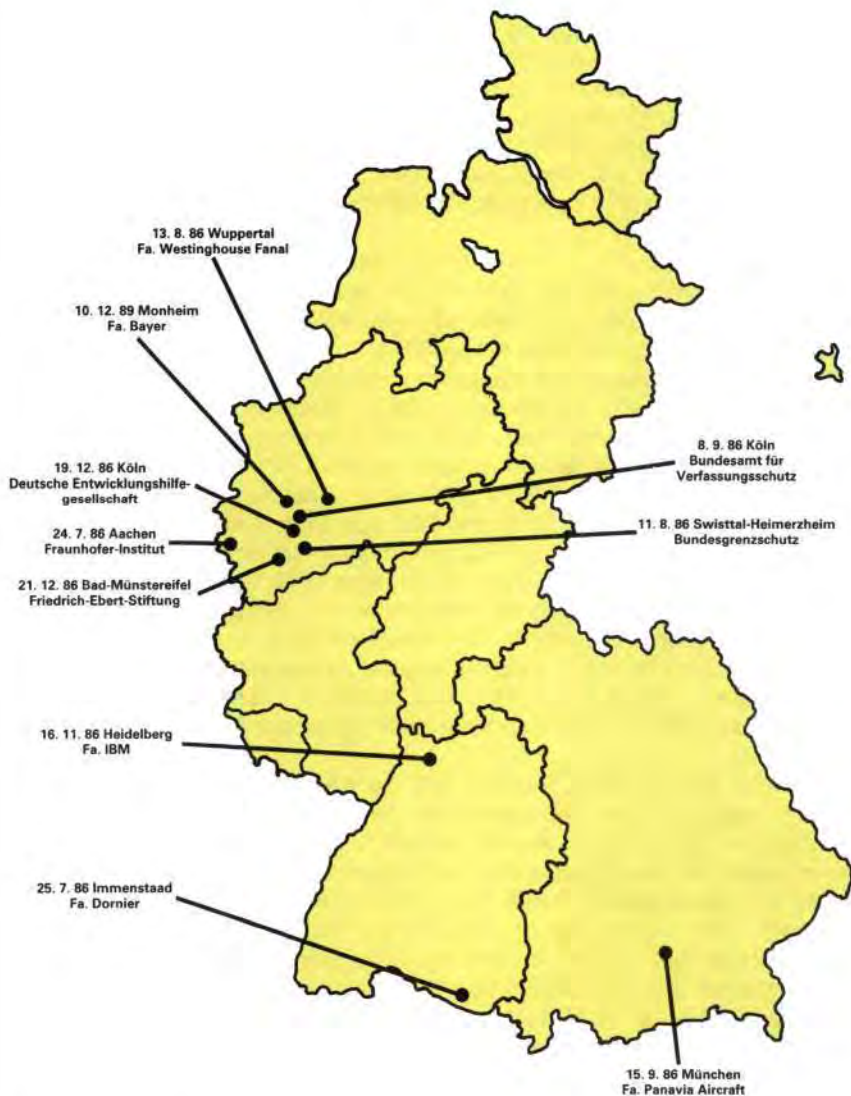 13. 8. 86 Wuppertal
Fa. Westinghouse Fanal
10. 12. 89 Monheim
Fa. Bayer
19. 12. 86 Köln
Deutsche Entwicklungshilfe-
gesellschaft
24. 7. 86 Aachen
Fraunhofer-Institut
21. 12. 86 Bad-Münstereifel
Friedrich-Ebert-Stiftung
8. 9. 86 Köln
Bundesamt für
Verfassungsschutz
11. 8. 86 Swisttal-Heimerzheim
Bundesgrenzschutz
16. 11. 86 Heidelberg
Fa. IBM
25. 7. 86 Immenstaad
Fa. Dornier
15. 9. 86 München
Fa. Panavia Aircraft